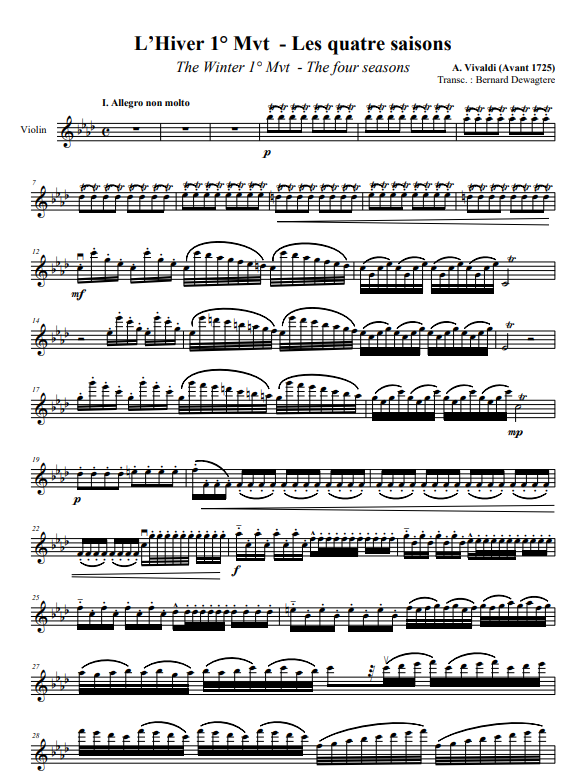 L'Hiver 1° Mvt - Les quatre saisons
The Winter 1° Mvt - The four seasons
A. Vivaldi (Avant 1725)
Transc. : Bernard Dewagtere
I. Allegro non molto
Violin
p
7
12
mf
14
17
mp
19
p
22
f
25
27
28